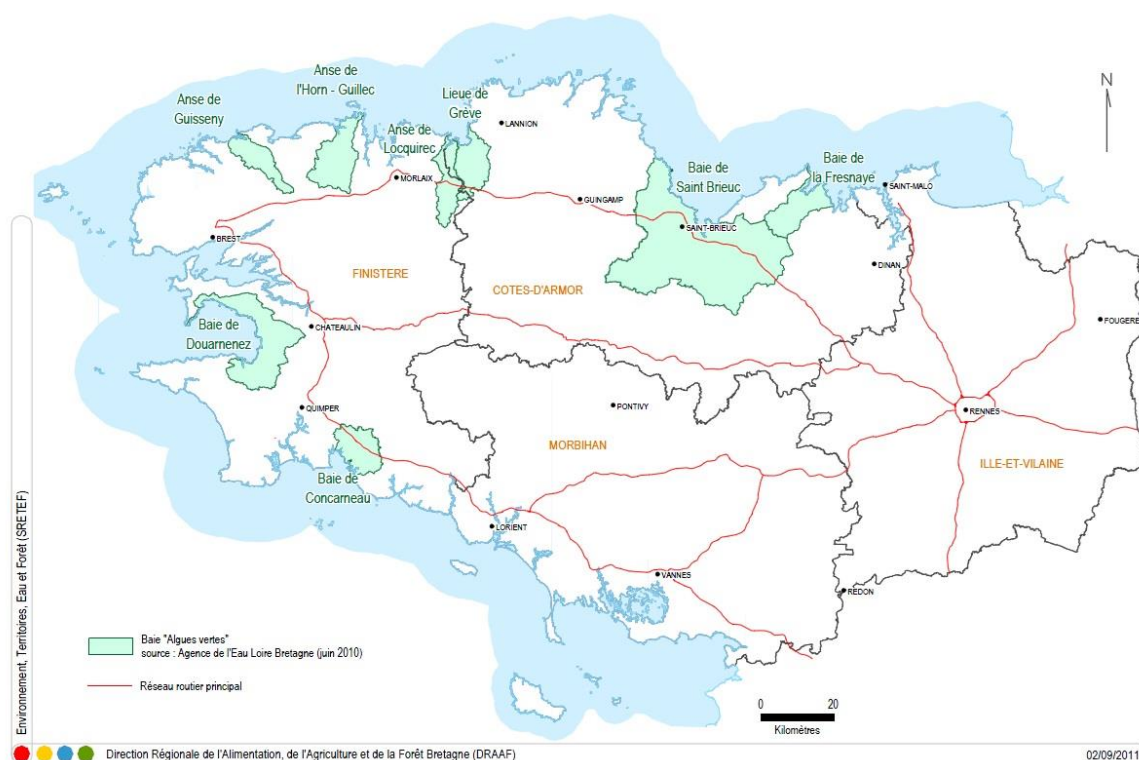 Anse de
l'Horn - Guillec
Lieue de
Grève
Anse de
Guisseny
Anse de
Locquirec
LANNION
N
MORLAIX
Baie de
Saint Brieuc
Baie de
la Fresnaye
SAINT-MALO
GUINGAMP
SAINT-BRIEUC
BREST
DINAN
FINISTERE
COTES-D'ARMOR
FOUGERE
Baie de
Douarnenez
CHATEAULIN
QUIMPER
PONTIVY
RENNES
MORBIHAN
ILLE-ET-VILAINE
Baie de
Concarneau
LORIENT
VANNES
REDON
Environnement, Territoires, Eau et Forêt (SRETEF)
Baie "Algues vertes"
source : Agence de l'Eau Loire Bretagne (juin 2010)
Réseau routier principal
0 20
Kilomètres
Direction Régionale de l'Alimentation, de l'Agriculture et de la Forêt Bretagne (DRAAF)
02/09/2011